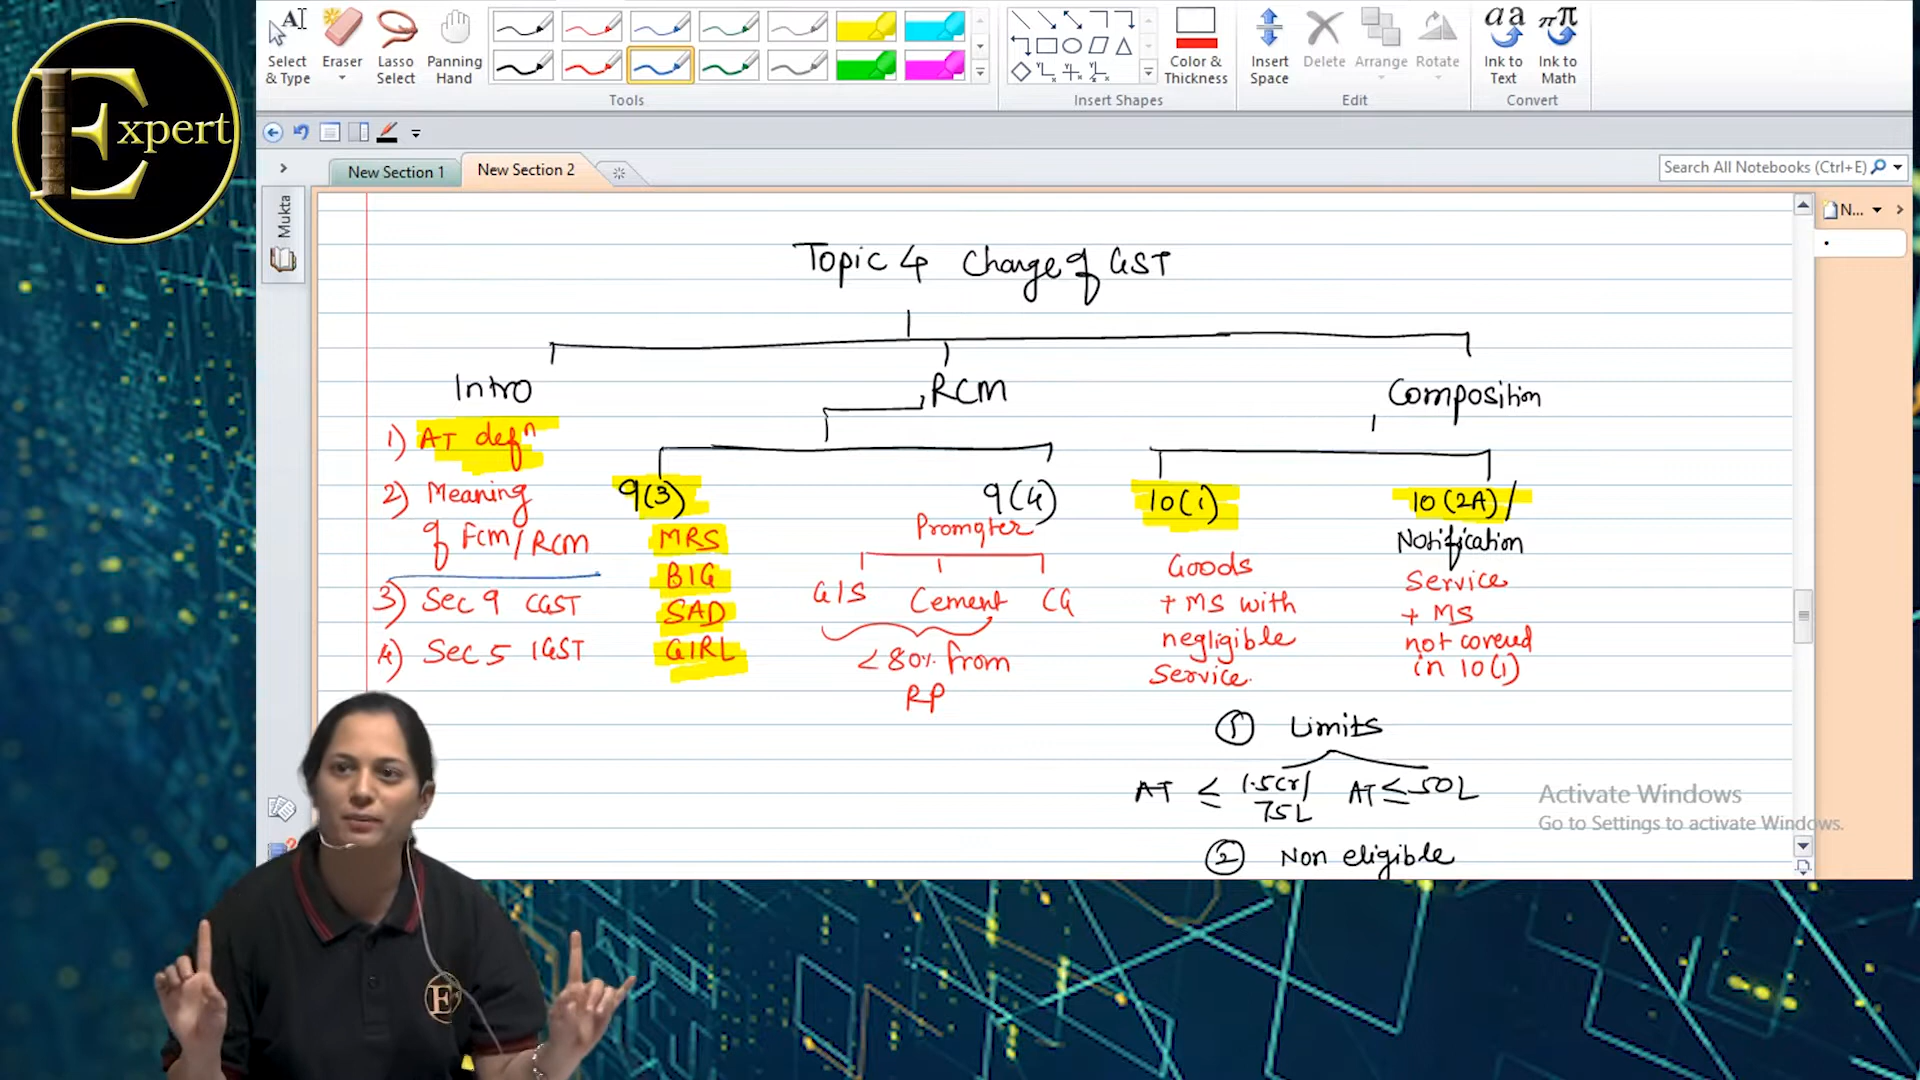 Expert
Select & Type
Eraser
Lasso Select
Panning Hand
Tools
Insert Shapes
Color & Thickness
Insert Space
Delete
Arrange
Rotate
Edit
Ink to Text
Ink to Math
Convert
New Section 1
New Section 2
Search All Notebooks (Ctrl+E)
Mukta
N...
Topic 4 Charge of GST
Intro
RCM
Composition
1) AT defn
2) Meaning of FCM/RCM
3) Sec 9 CGST
4) Sec 5 IGST
9(3)
MRS
BIG
SAD
GIRL
9(4)
Promoter
G/S
Cement
CG
<80% from RP
10(1)
Goods
+ MS with
negligible
Service.
10(2A)/
Notification
Service
+ MS
not covered
in 10(1)
① Limits
AT ≤ 1.5Cr/
75L
AT ≤ 50L
② Non eligible
Activate Windows
Go to Settings to activate Windows.
E